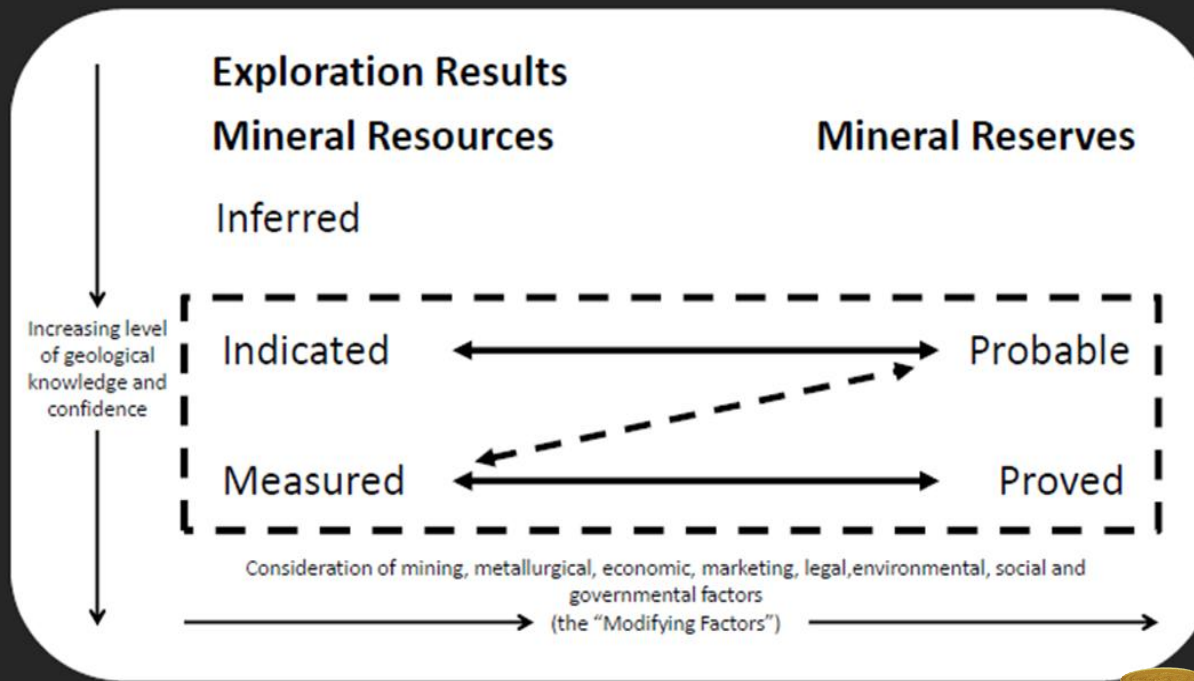 Exploration Results
Mineral Resources
Mineral Reserves
Inferred
Increasing level
of geological
knowledge and
confidence
Indicated
Probable
Measured
Proved
Consideration of mining, metallurgical, economic, marketing, legal,environmental, social and
governmental factors
(the “Modifying Factors”)